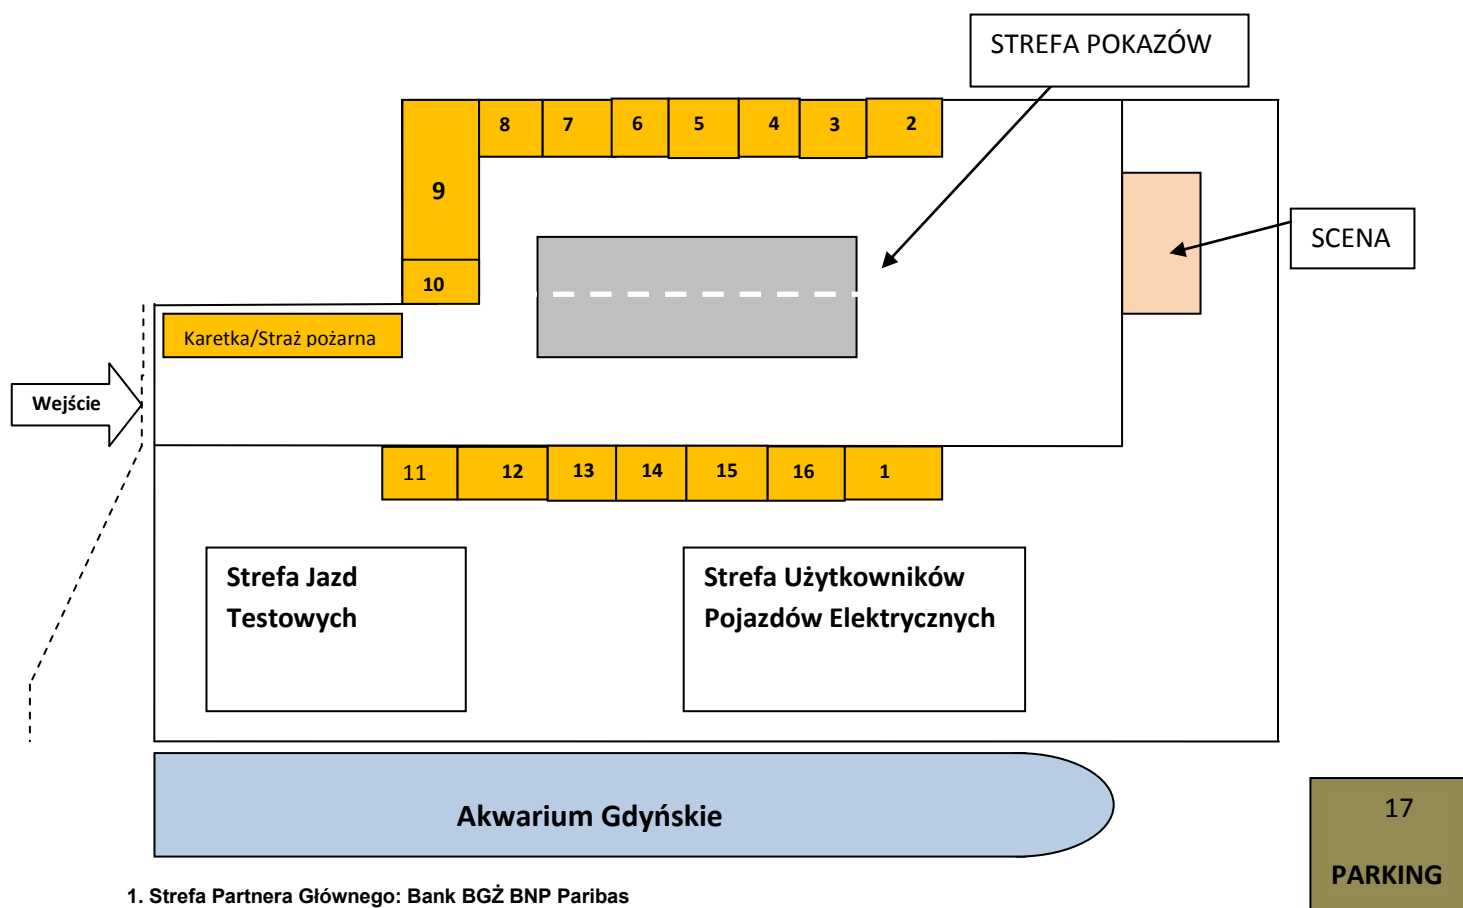 STREFA POKAZÓW
8 7 6 5 4 3 2
9
SCENA
10
Karetka/Straż pożarna
Wejście
11 12 13 14 15 16 1
Strefa Jazd
Testowych
Strefa Użytkowników
Pojazdów Elektrycznych
Akwarium Gdyńskie
17
PARKING
1. Strefa Partnera Głównego: Bank BGŻ BNP Paribas